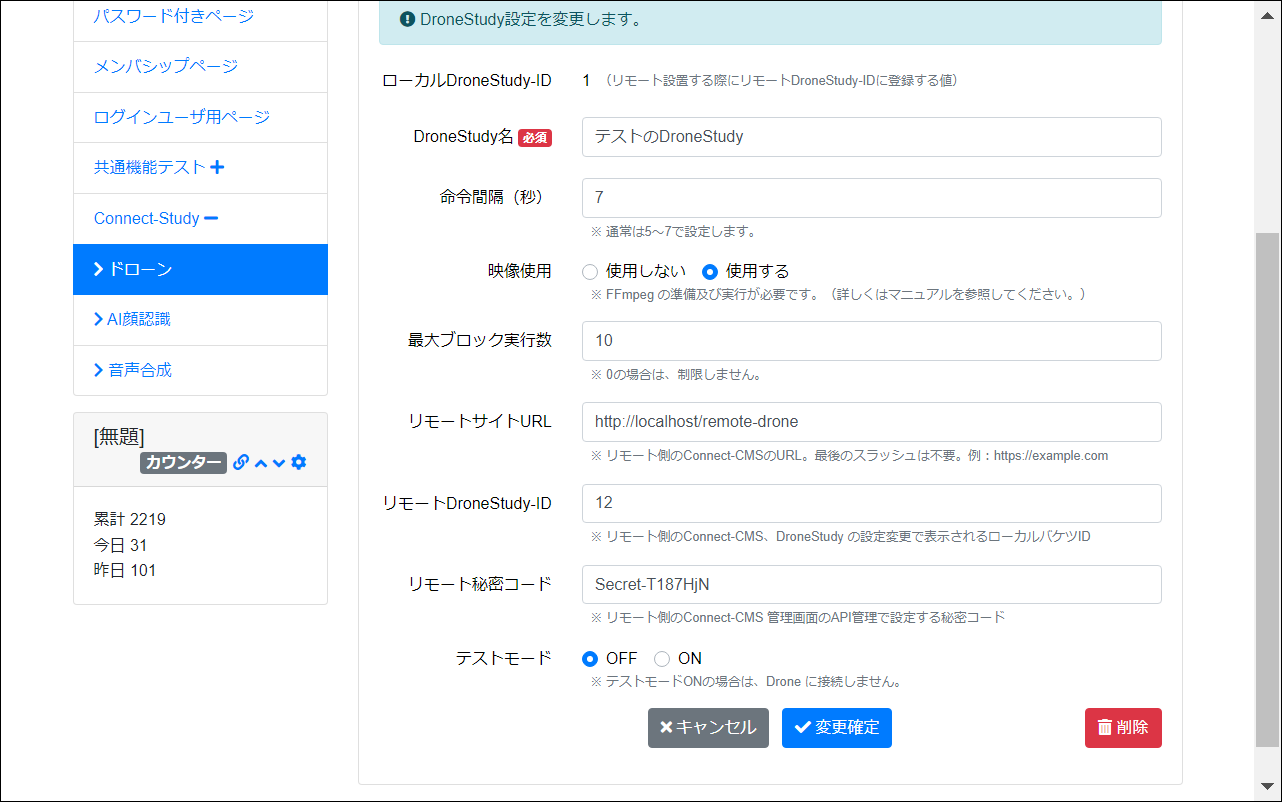 パスワード付きページ
メンバシップページ
ログインユーザ用ページ
共通機能テスト
Connect-Study
ドローン
AI顔認識
音声合成
[無題]
カウンター
累計 2219
今日 31
昨日 101
DroneStudy設定を変更します。
ローカルDroneStudy-ID 1 （リモート設置する際にリモートDroneStudy-IDに登録する値）
DroneStudy名 必須 テストのDroneStudy
命令間隔（秒） 7
※ 通常は5～7で設定します。
映像使用 使用しない 使用する
※ FFmpeg の準備及び実行が必要です。（詳しくはマニュアルを参照してください。）
最大ブロック実行数 10
※ 0の場合は、制限しません。
リモートサイトURL http://localhost/remote-drone
※ リモート側のConnect-CMSのURL。最後のスラッシュは不要。例：https://example.com
リモートDroneStudy-ID 12
※ リモート側のConnect-CMS、DroneStudy の設定変更で表示されるローカルバケツID
リモート秘密コード Secret-T187HjN
※ リモート側のConnect-CMS 管理画面のAPI管理で設定する秘密コード
テストモード OFF ON
※ テストモードONの場合は、Drone に接続しません。
キャンセル 変更確定 削除